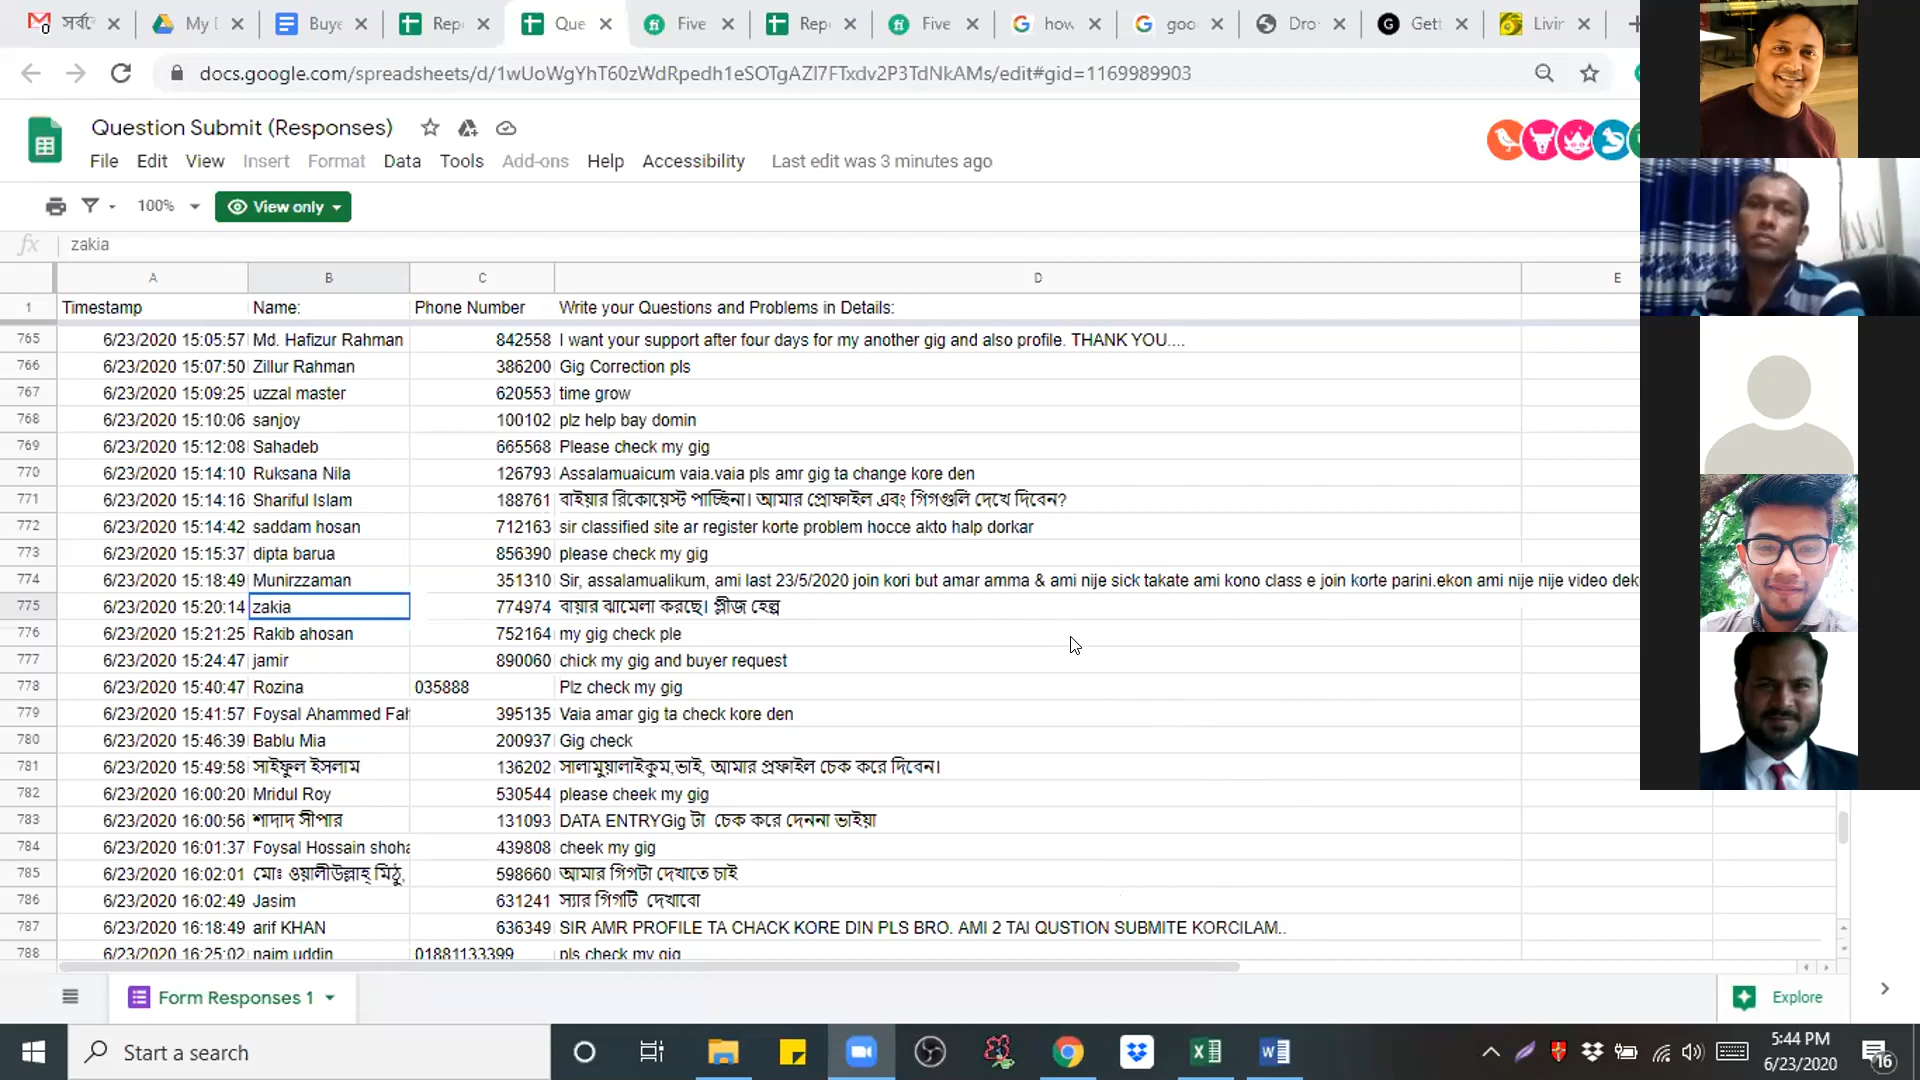 সর্বে
My D
Buye
Rep
Que
Five
Rep
Five
how
goo
Dro
Gett
Livin
docs.google.com/spreadsheets/d/1wUoWgYhT60zWdRpedh1eSOTgAZl7FTxdv2P3TdNkAMs/edit#gid=1169989903
Question Submit (Responses)
File Edit View Insert Format Data Tools Add-ons Help Accessibility Last edit was 3 minutes ago
100% View only
fx zakia
A B C D E
1 Timestamp Name: Phone Number Write your Questions and Problems in Details:
765 6/23/2020 15:05:57 Md. Hafizur Rahman 842558 I want your support after four days for my another gig and also profile. THANK YOU....
766 6/23/2020 15:07:50 Zillur Rahman 386200 Gig Correction pls
767 6/23/2020 15:09:25 uzzal master 620553 time grow
768 6/23/2020 15:10:06 sanjoy 100102 plz help bay domin
769 6/23/2020 15:12:08 Sahadeb 665568 Please check my gig
770 6/23/2020 15:14:10 Ruksana Nila 126793 Assalamuaicum vaia.vaia pls amr gig ta change kore den
771 6/23/2020 15:14:16 Shariful Islam 188761 বাইয়ার রিকোয়েস্ট পাচ্ছিনা। আমার প্রোফাইল এবং গিগগুলি দেখে দিবেন?
772 6/23/2020 15:14:42 saddam hosan 712163 sir classified site ar register korte problem hocce akto halp dorkar
773 6/23/2020 15:15:37 dipta barua 856390 please check my gig
774 6/23/2020 15:18:49 Munirzzaman 351310 Sir, assalamualikum, ami last 23/5/2020 join kori but amar amma & ami nije sick takate ami kono class e join korte parini.ekon ami nije nije video dek
775 6/23/2020 15:20:14 zakia 774974 বায়ার ঝামেলা করছে। প্লীজ হেল্প
776 6/23/2020 15:21:25 Rakib ahosan 752164 my gig check ple
777 6/23/2020 15:24:47 jamir 890060 chick my gig and buyer request
778 6/23/2020 15:40:47 Rozina 035888 Plz check my gig
779 6/23/2020 15:41:57 Foysal Ahammed Fah 395135 Vaia amar gig ta check kore den
780 6/23/2020 15:46:39 Bablu Mia 200937 Gig check
781 6/23/2020 15:49:58 সাইফুল ইসলাম 136202 সালামুয়ালাইকুম,ভাই, আমার প্রফাইল চেক করে দিবেন।
782 6/23/2020 16:00:20 Mridul Roy 530544 please cheek my gig
783 6/23/2020 16:00:56 শাদাদ সীপার 131093 DATA ENTRYGig টা চেক করে দেননা ভাইয়া
784 6/23/2020 16:01:37 Foysal Hossain shoha 439808 cheek my gig
785 6/23/2020 16:02:01 মোঃ ওয়ালীউল্লাহ্ মিঠু, 598660 আমার গিগটা দেখাতে চাই
786 6/23/2020 16:02:49 Jasim 631241 স্যার গিগটি দেখাবো
787 6/23/2020 16:18:49 arif KHAN 636349 SIR AMR PROFILE TA CHACK KORE DIN PLS BRO. AMI 2 TAI QUSTION SUBMITE KORCILAM..
788 6/23/2020 16:25:02 naim uddin 01881133399 pls check my gig
Form Responses 1
Explore
Start a search
5:44 PM
6/23/2020
16